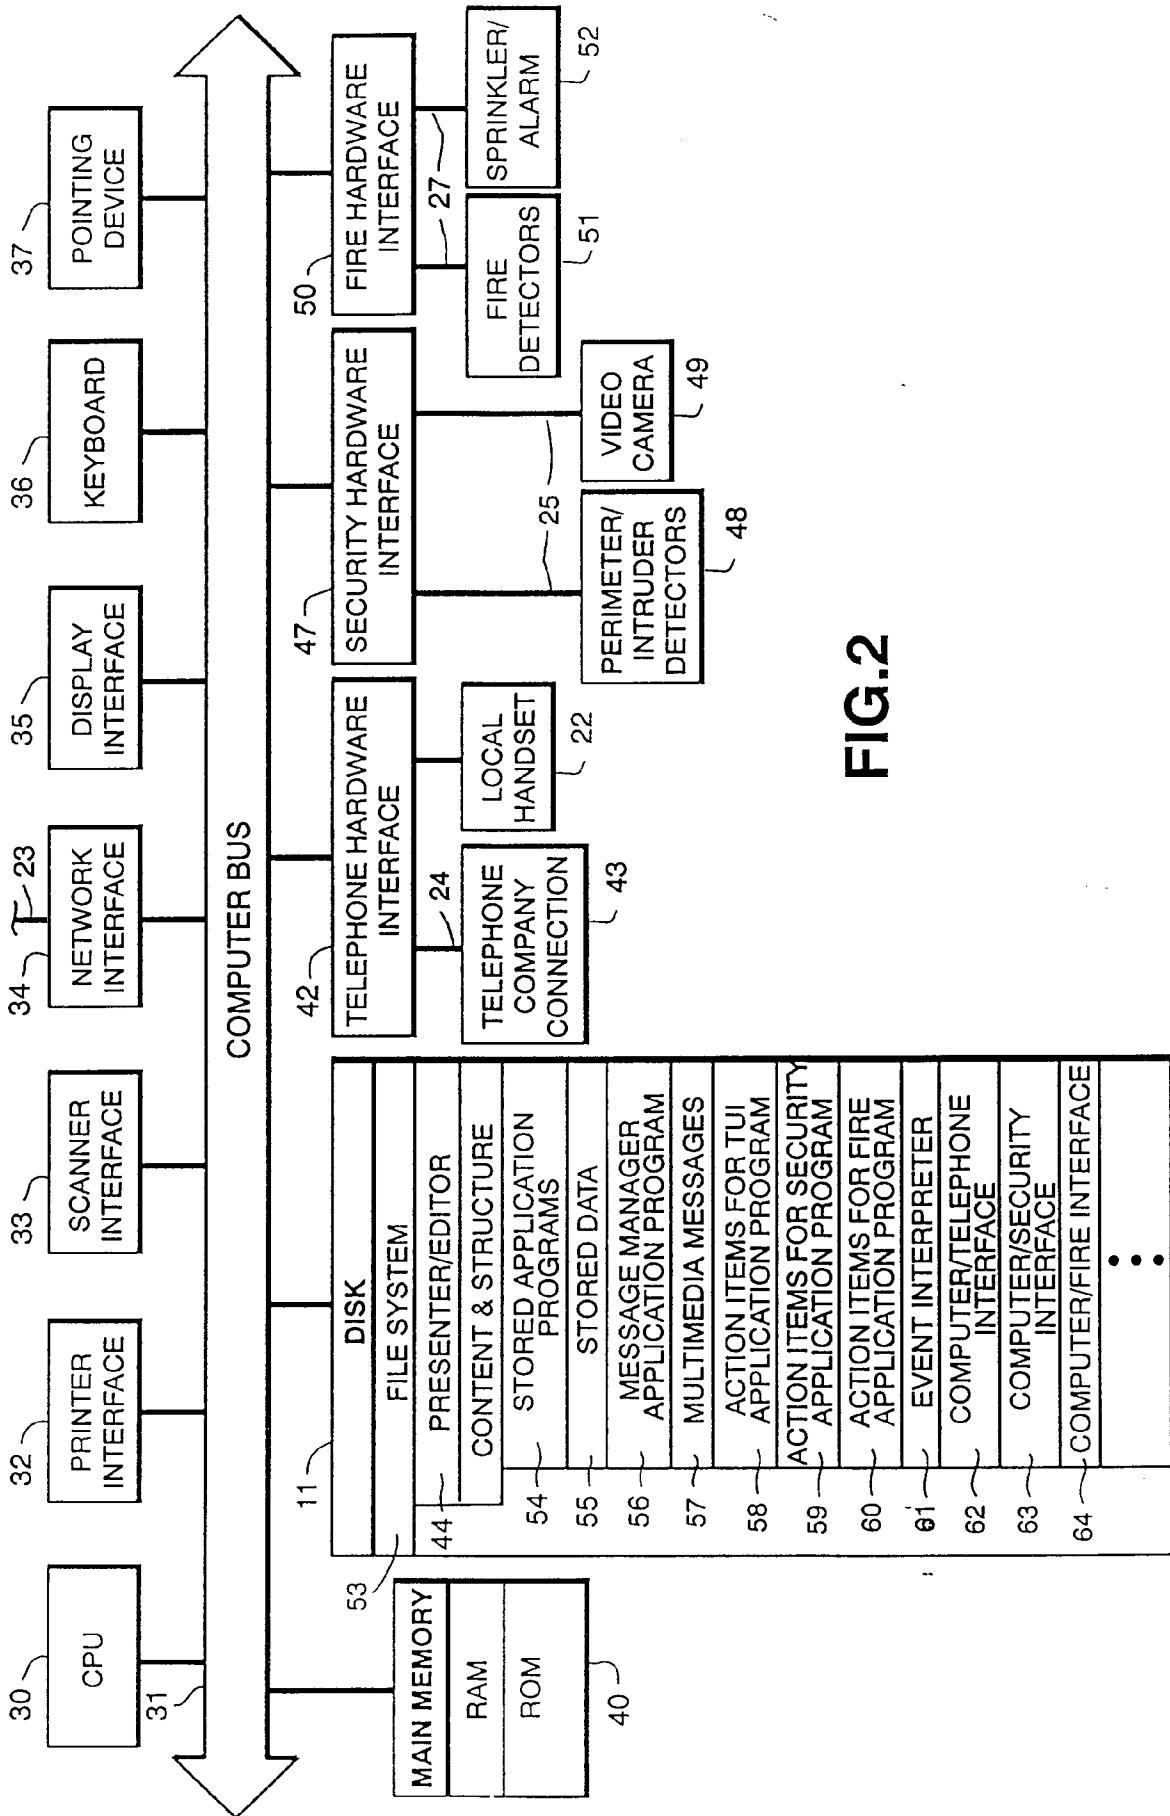 30
CPU
31
32
PRINTER
INTERFACE
33
SCANNER
INTERFACE
34
23
NETWORK
INTERFACE
35
DISPLAY
INTERFACE
36
KEYBOARD
37
POINTING
DEVICE
COMPUTER BUS
MAIN MEMORY
RAM
ROM
40
11
DISK
53
FILE SYSTEM
44
PRESENTER/EDITOR
CONTENT & STRUCTURE
54
STORED APPLICATION
PROGRAMS
55
STORED DATA
56
MESSAGE MANAGER
APPLICATION PROGRAM
57
MULTIMEDIA MESSAGES
58
ACTION ITEMS FOR TUI
APPLICATION PROGRAM
59
ACTION ITEMS FOR SECURITY
APPLICATION PROGRAM
60
ACTION ITEMS FOR FIRE
APPLICATION PROGRAM
61
EVENT INTERPRETER
62
COMPUTER/TELEPHONE
INTERFACE
63
COMPUTER/SECURITY
INTERFACE
64
COMPUTER/FIRE INTERFACE
42
TELEPHONE HARDWARE
INTERFACE
24
TELEPHONE
COMPANY
CONNECTION
43
LOCAL
HANDSET
22
47
SECURITY HARDWARE
INTERFACE
25
PERIMETER/
INTRUDER
DETECTORS
48
VIDEO
CAMERA
49
50
FIRE HARDWARE
INTERFACE
27
FIRE
DETECTORS
51
SPRINKLER/
ALARM
52
FIG.2